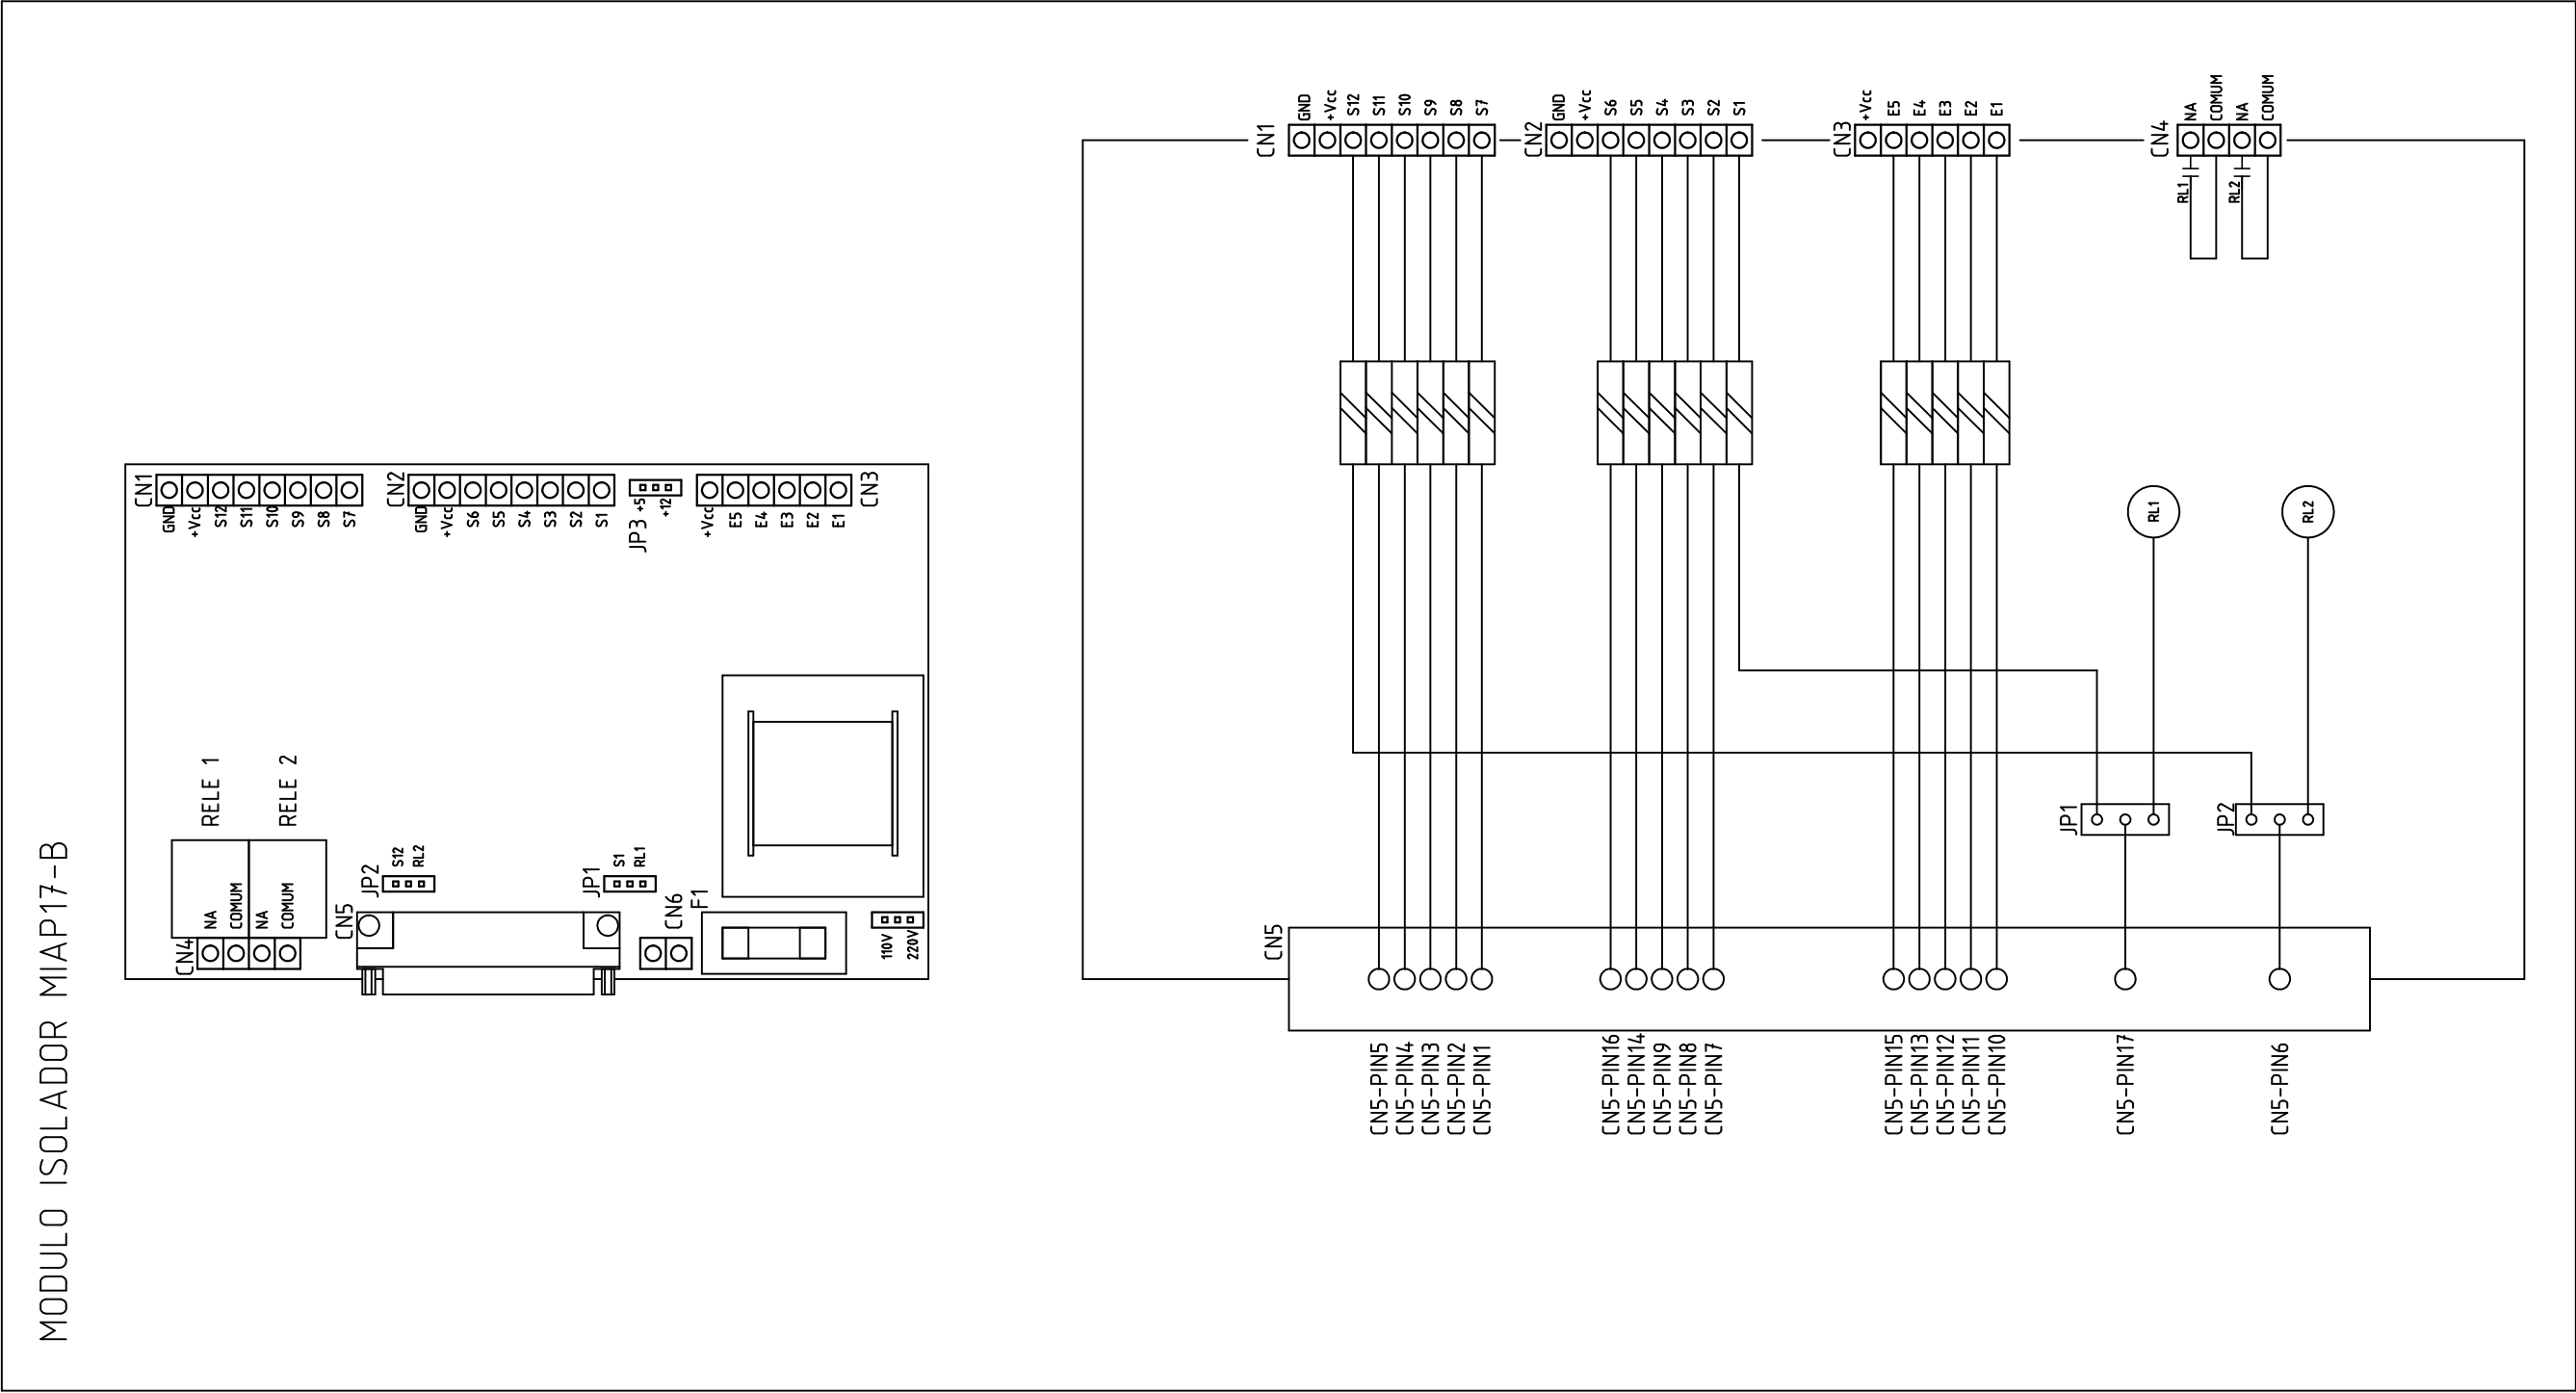 MODULO ISOLADOR MIAP17-B
CN1
GND
+Vcc
S12
S11
S10
S9
S8
S7
CN2
GND
+Vcc
S6
S5
S4
S3
S2
S1
JP3
+5
+12
+Vcc
E5
E4
E3
E2
E1
CN3
RELE 1
RELE 2
NA
COMUM
NA
COMUM
CN4
CN5
JP2
S12
RL2
JP1
S1
RL1
CN6
F1
110V
220V
CN1
GND
+Vcc
S12
S11
S10
S9
S8
S7
CN2
GND
+Vcc
S6
S5
S4
S3
S2
S1
CN3
+Vcc
E5
E4
E3
E2
E1
CN4
NA
COMUM
NA
COMUM
RL1
RL2
RL1
RL2
JP1
JP2
CN5
CN5-PIN5
CN5-PIN4
CN5-PIN3
CN5-PIN2
CN5-PIN1
CN5-PIN16
CN5-PIN14
CN5-PIN9
CN5-PIN8
CN5-PIN7
CN5-PIN15
CN5-PIN13
CN5-PIN12
CN5-PIN11
CN5-PIN10
CN5-PIN17
CN5-PIN6